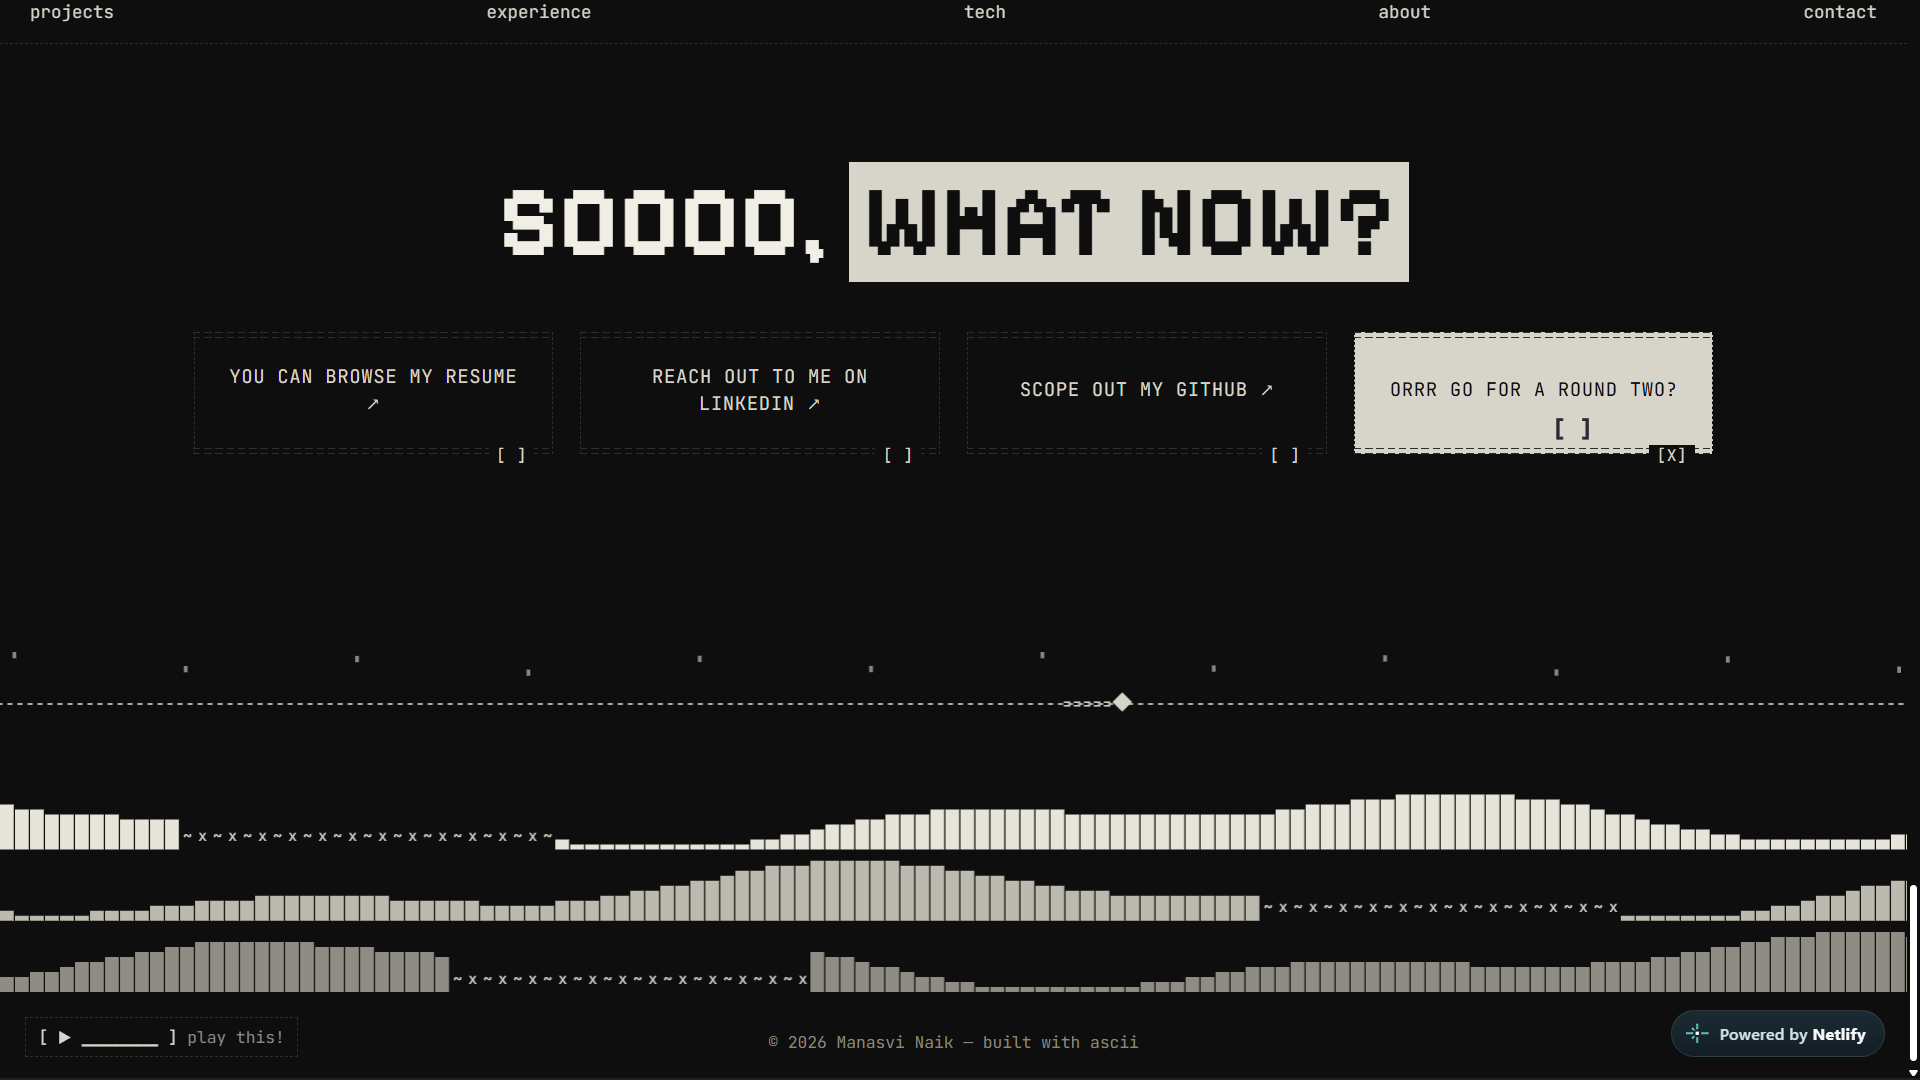 projects experience tech about contact
SOOOO, WHAT NOW?
YOU CAN BROWSE MY RESUME
↗
[ ]
REACH OUT TO ME ON
LINKEDIN ↗
[ ]
SCOPE OUT MY GITHUB ↗
[ ]
ORRR GO FOR A ROUND TWO?
[ ]
[X]
~ x ~ x ~ x ~ x ~ x ~ x ~ x ~ x ~ x ~ x ~ x ~ x ~
~ x ~ x ~ x ~ x ~ x ~ x ~ x ~ x ~ x ~ x ~ x ~ x
~ x ~ x ~ x ~ x ~ x ~ x ~ x ~ x ~ x ~ x ~ x ~ x
[ ▶ ________ ] play this!
© 2026 Manasvi Naik — built with ascii
Powered by Netlify